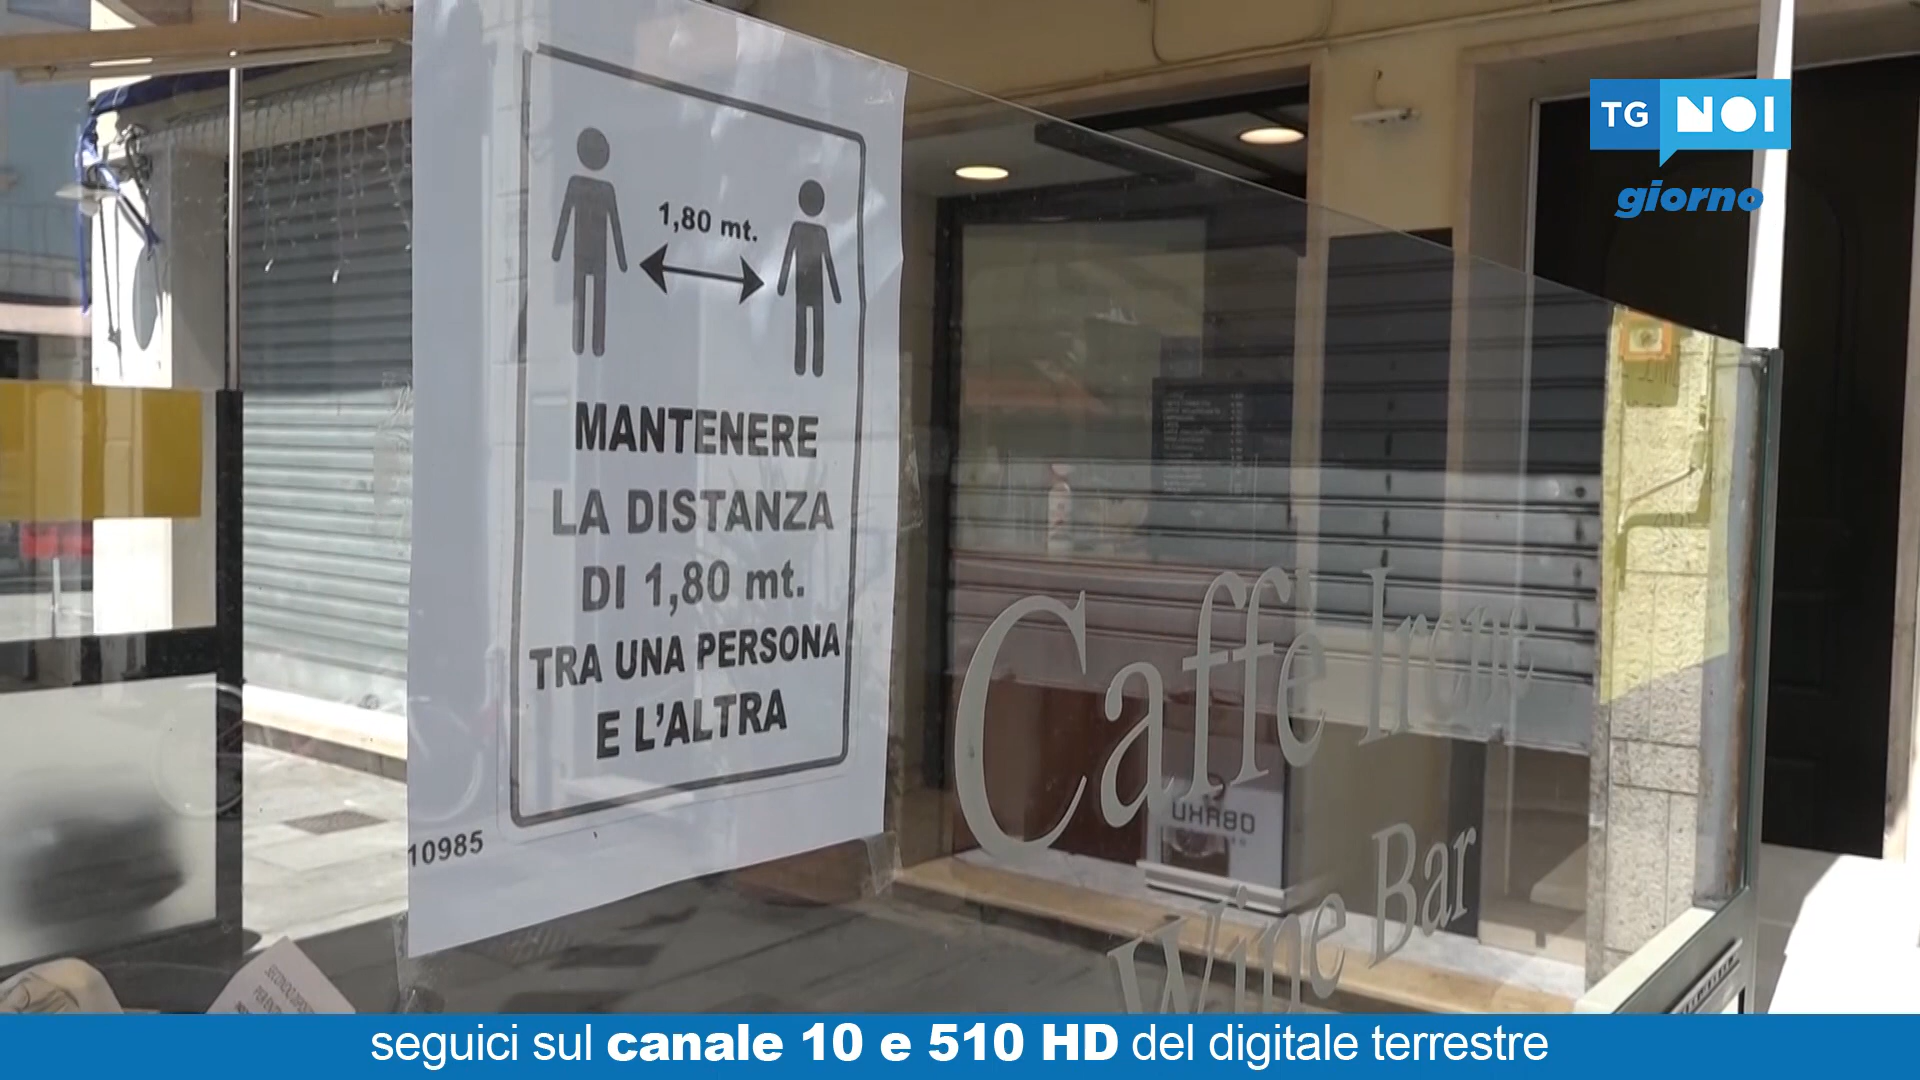 TG NOI
giorno
1,80 mt.
MANTENERE
LA DISTANZA
DI 1,80 mt.
TRA UNA PERSONA
E L'ALTRA
10985
Caffè Irene
Wine Bar
seguici sul canale 10 e 510 HD del digitale terrestre